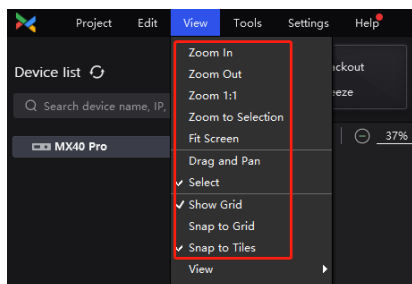 Project Edit View Tools Settings Help
Zoom In
Zoom Out
Zoom 1:1
Zoom to Selection
Fit Screen
Drag and Pan
Select
Show Grid
Snap to Grid
Snap to Tiles
View
Device list
Search device name, IP,
MX40 Pro
37%